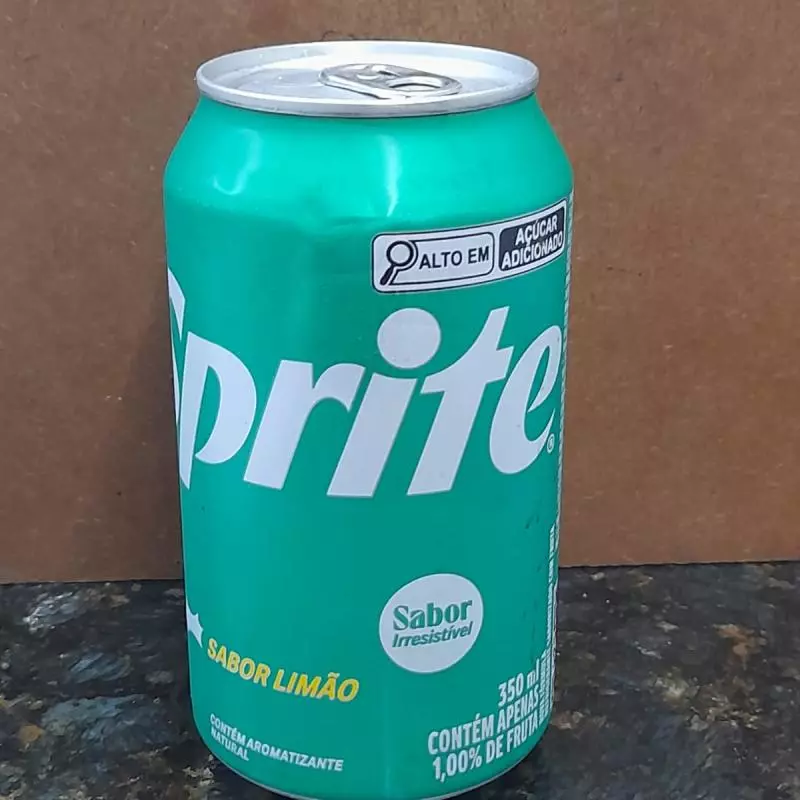 ALTO EM
AÇÚCAR
ADICIONADO
Sprite®
Sabor
Irresistível
SABOR LIMÃO
350 ml
CONTÉM APENAS
1,00% DE FRUTA
CONTÉM AROMATIZANTE
NATURAL